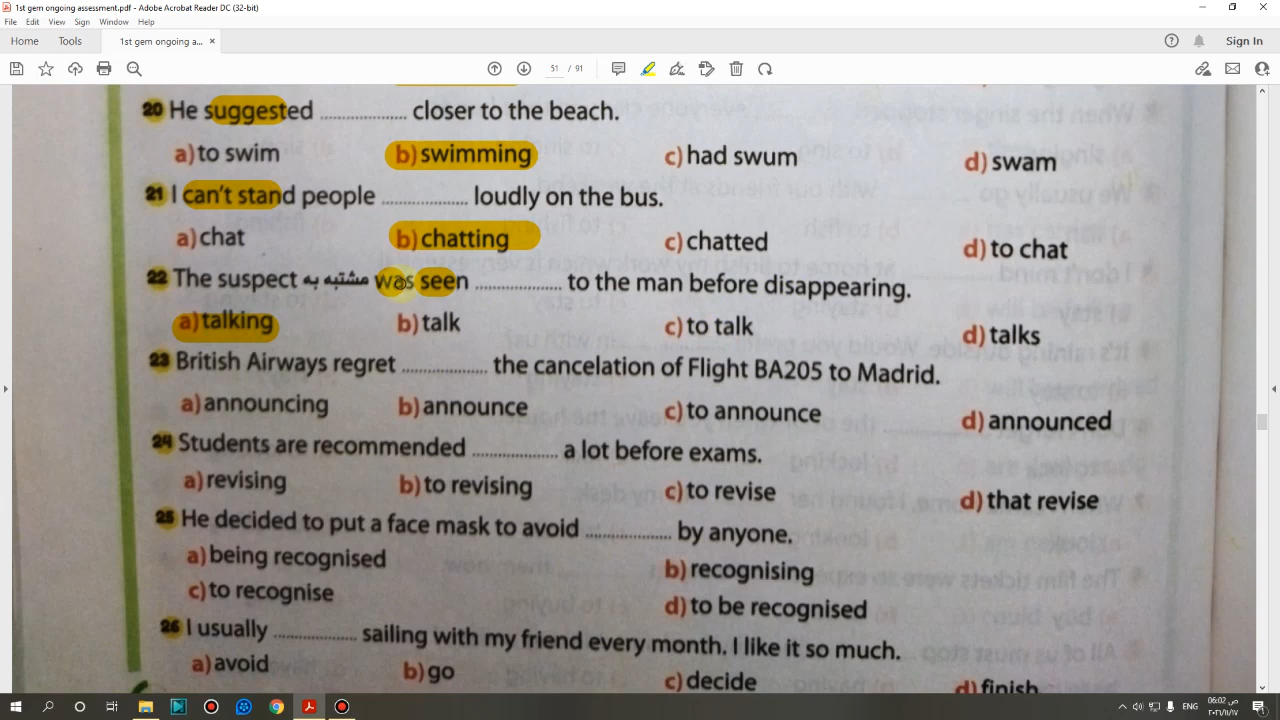 1st gem ongoing assessment.pdf - Adobe Acrobat Reader DC (32-bit)
File Edit View Sign Window Help
Home Tools 1st gem ongoing a... × Sign In
51 / 91
20 He suggested .............. closer to the beach.
a) to swim b) swimming c) had swum d) swam
21 I can't stand people .............. loudly on the bus.
a) chat b) chatting c) chatted d) to chat
22 The suspect مشتبه به was seen .............. to the man before disappearing.
a) talking b) talk c) to talk d) talks
23 British Airways regret .............. the cancelation of Flight BA205 to Madrid.
a) announcing b) announce c) to announce d) announced
24 Students are recommended .............. a lot before exams.
a) revising b) to revising c) to revise d) that revise
25 He decided to put a face mask to avoid .............. by anyone.
a) being recognised b) recognising
c) to recognise d) to be recognised
26 I usually .............. sailing with my friend every month. I like it so much.
a) avoid b) go c) decide d) finish
ENG 06:02 ص